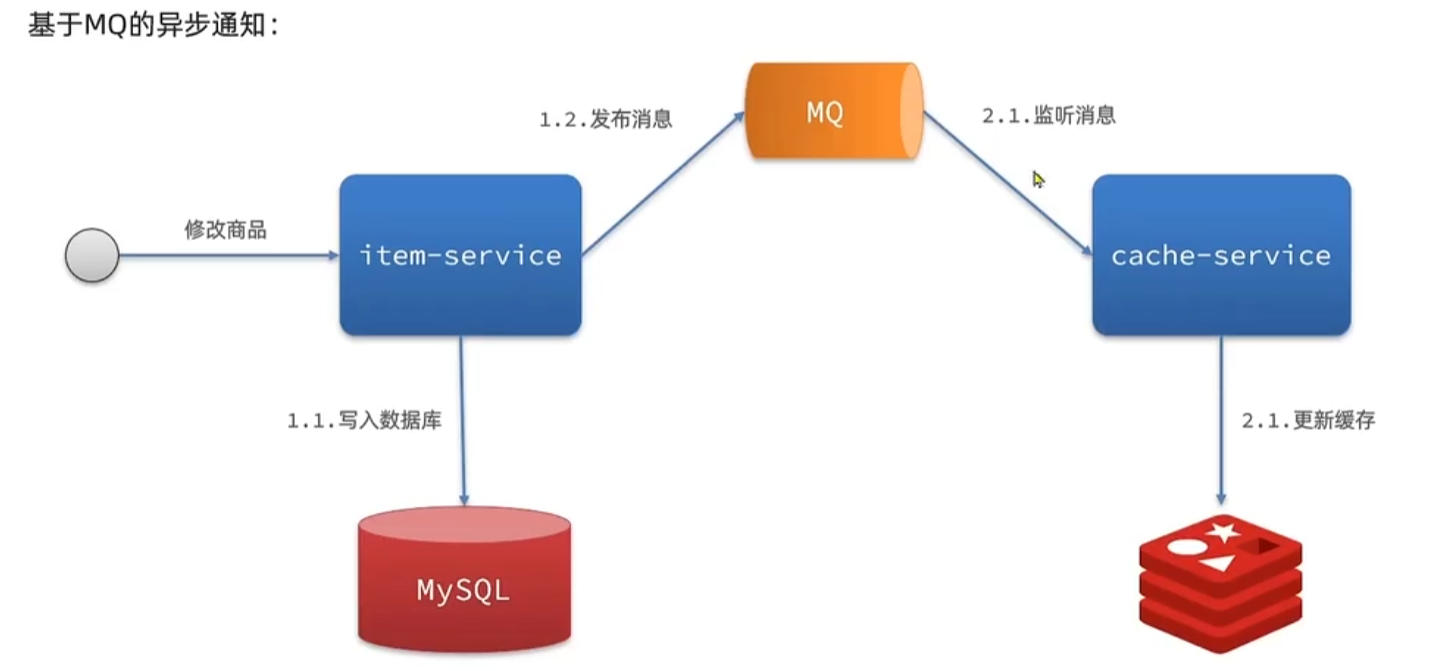 基于MQ的异步通知：
MQ
1.2.发布消息
2.1.监听消息
修改商品
item-service
cache-service
1.1.写入数据库
2.1.更新缓存
MySQL